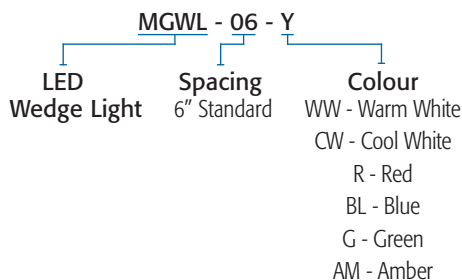 MGWL - 06 - Y
LED
Wedge Light
Spacing
6” Standard
Colour
WW - Warm White
CW - Cool White
R - Red
BL - Blue
G - Green
AM - Amber